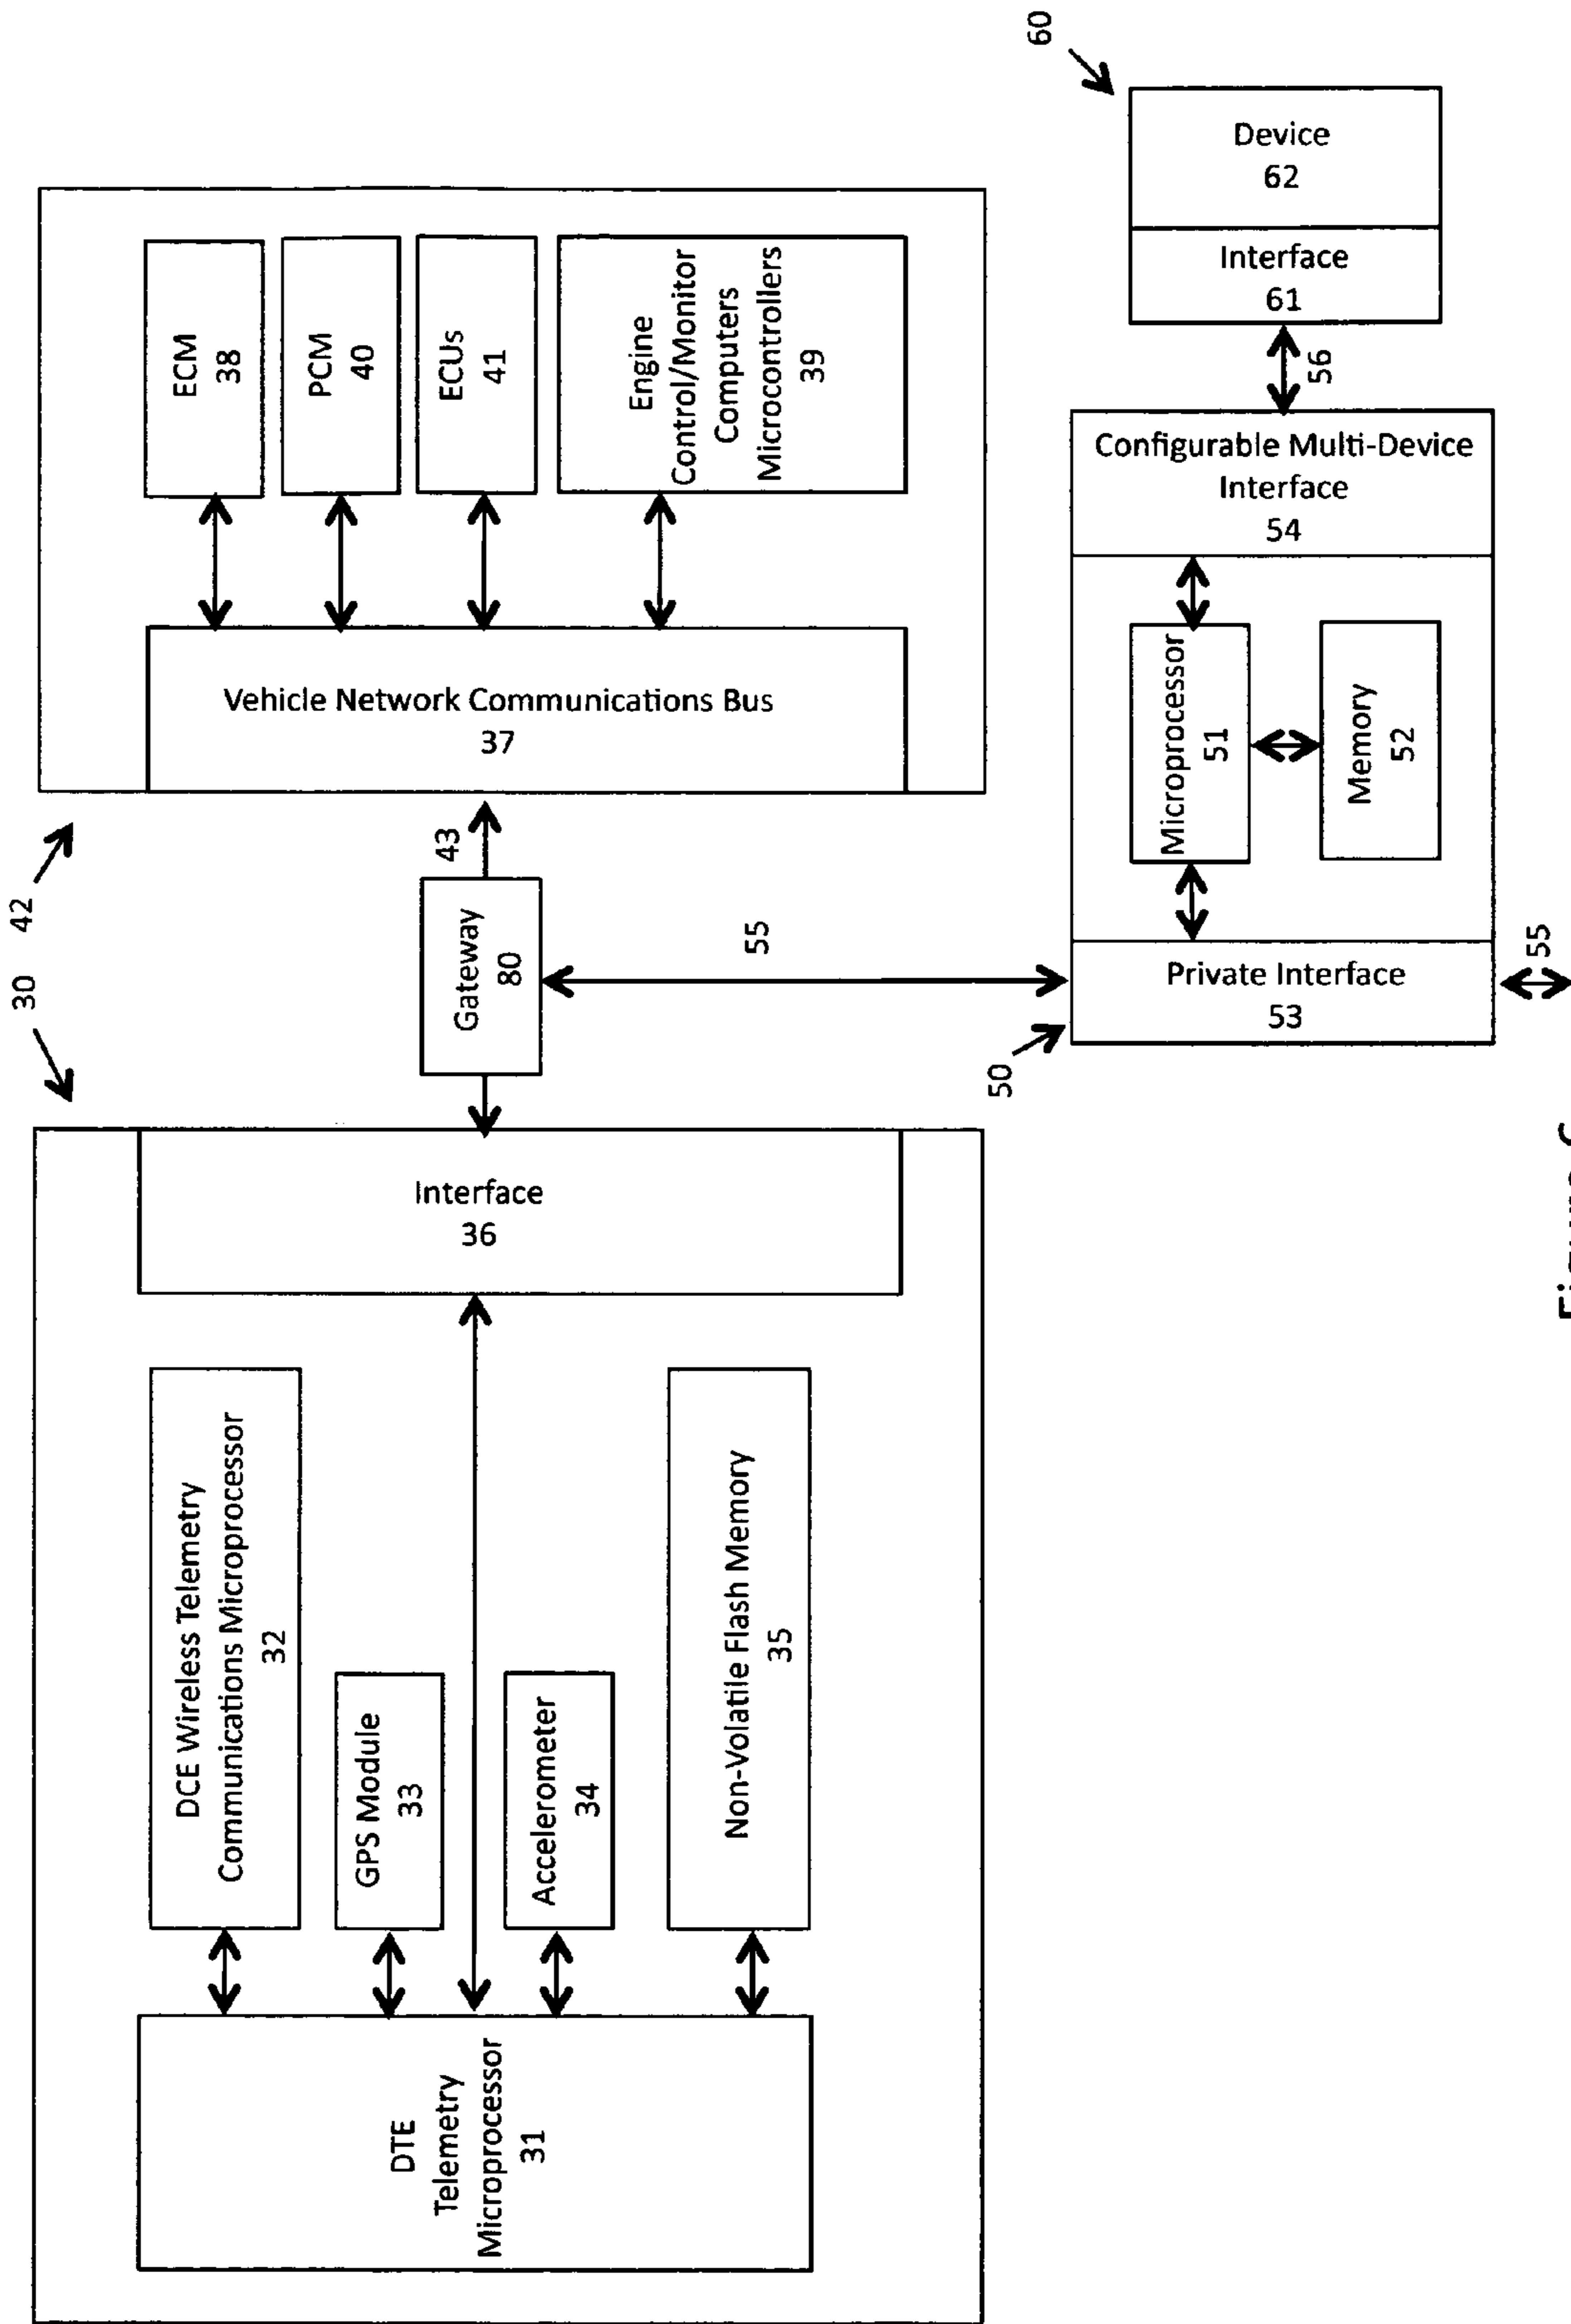 30
42
DTE
Telemetry
Microprocessor
31
DCE Wireless Telemetry
Communications Microprocessor
32
GPS Module
33
Accelerometer
34
Non-Volatile Flash Memory
35
Interface
36
Gateway
80
43
Vehicle Network Communications Bus
37
ECM
38
PCM
40
ECUs
41
Engine
Control/Monitor
Computers
Microcontrollers
39
55
50
Private Interface
53
55
Microprocessor
51
Memory
52
Configurable Multi-Device
Interface
54
56
60
Interface
61
Device
62
Figure